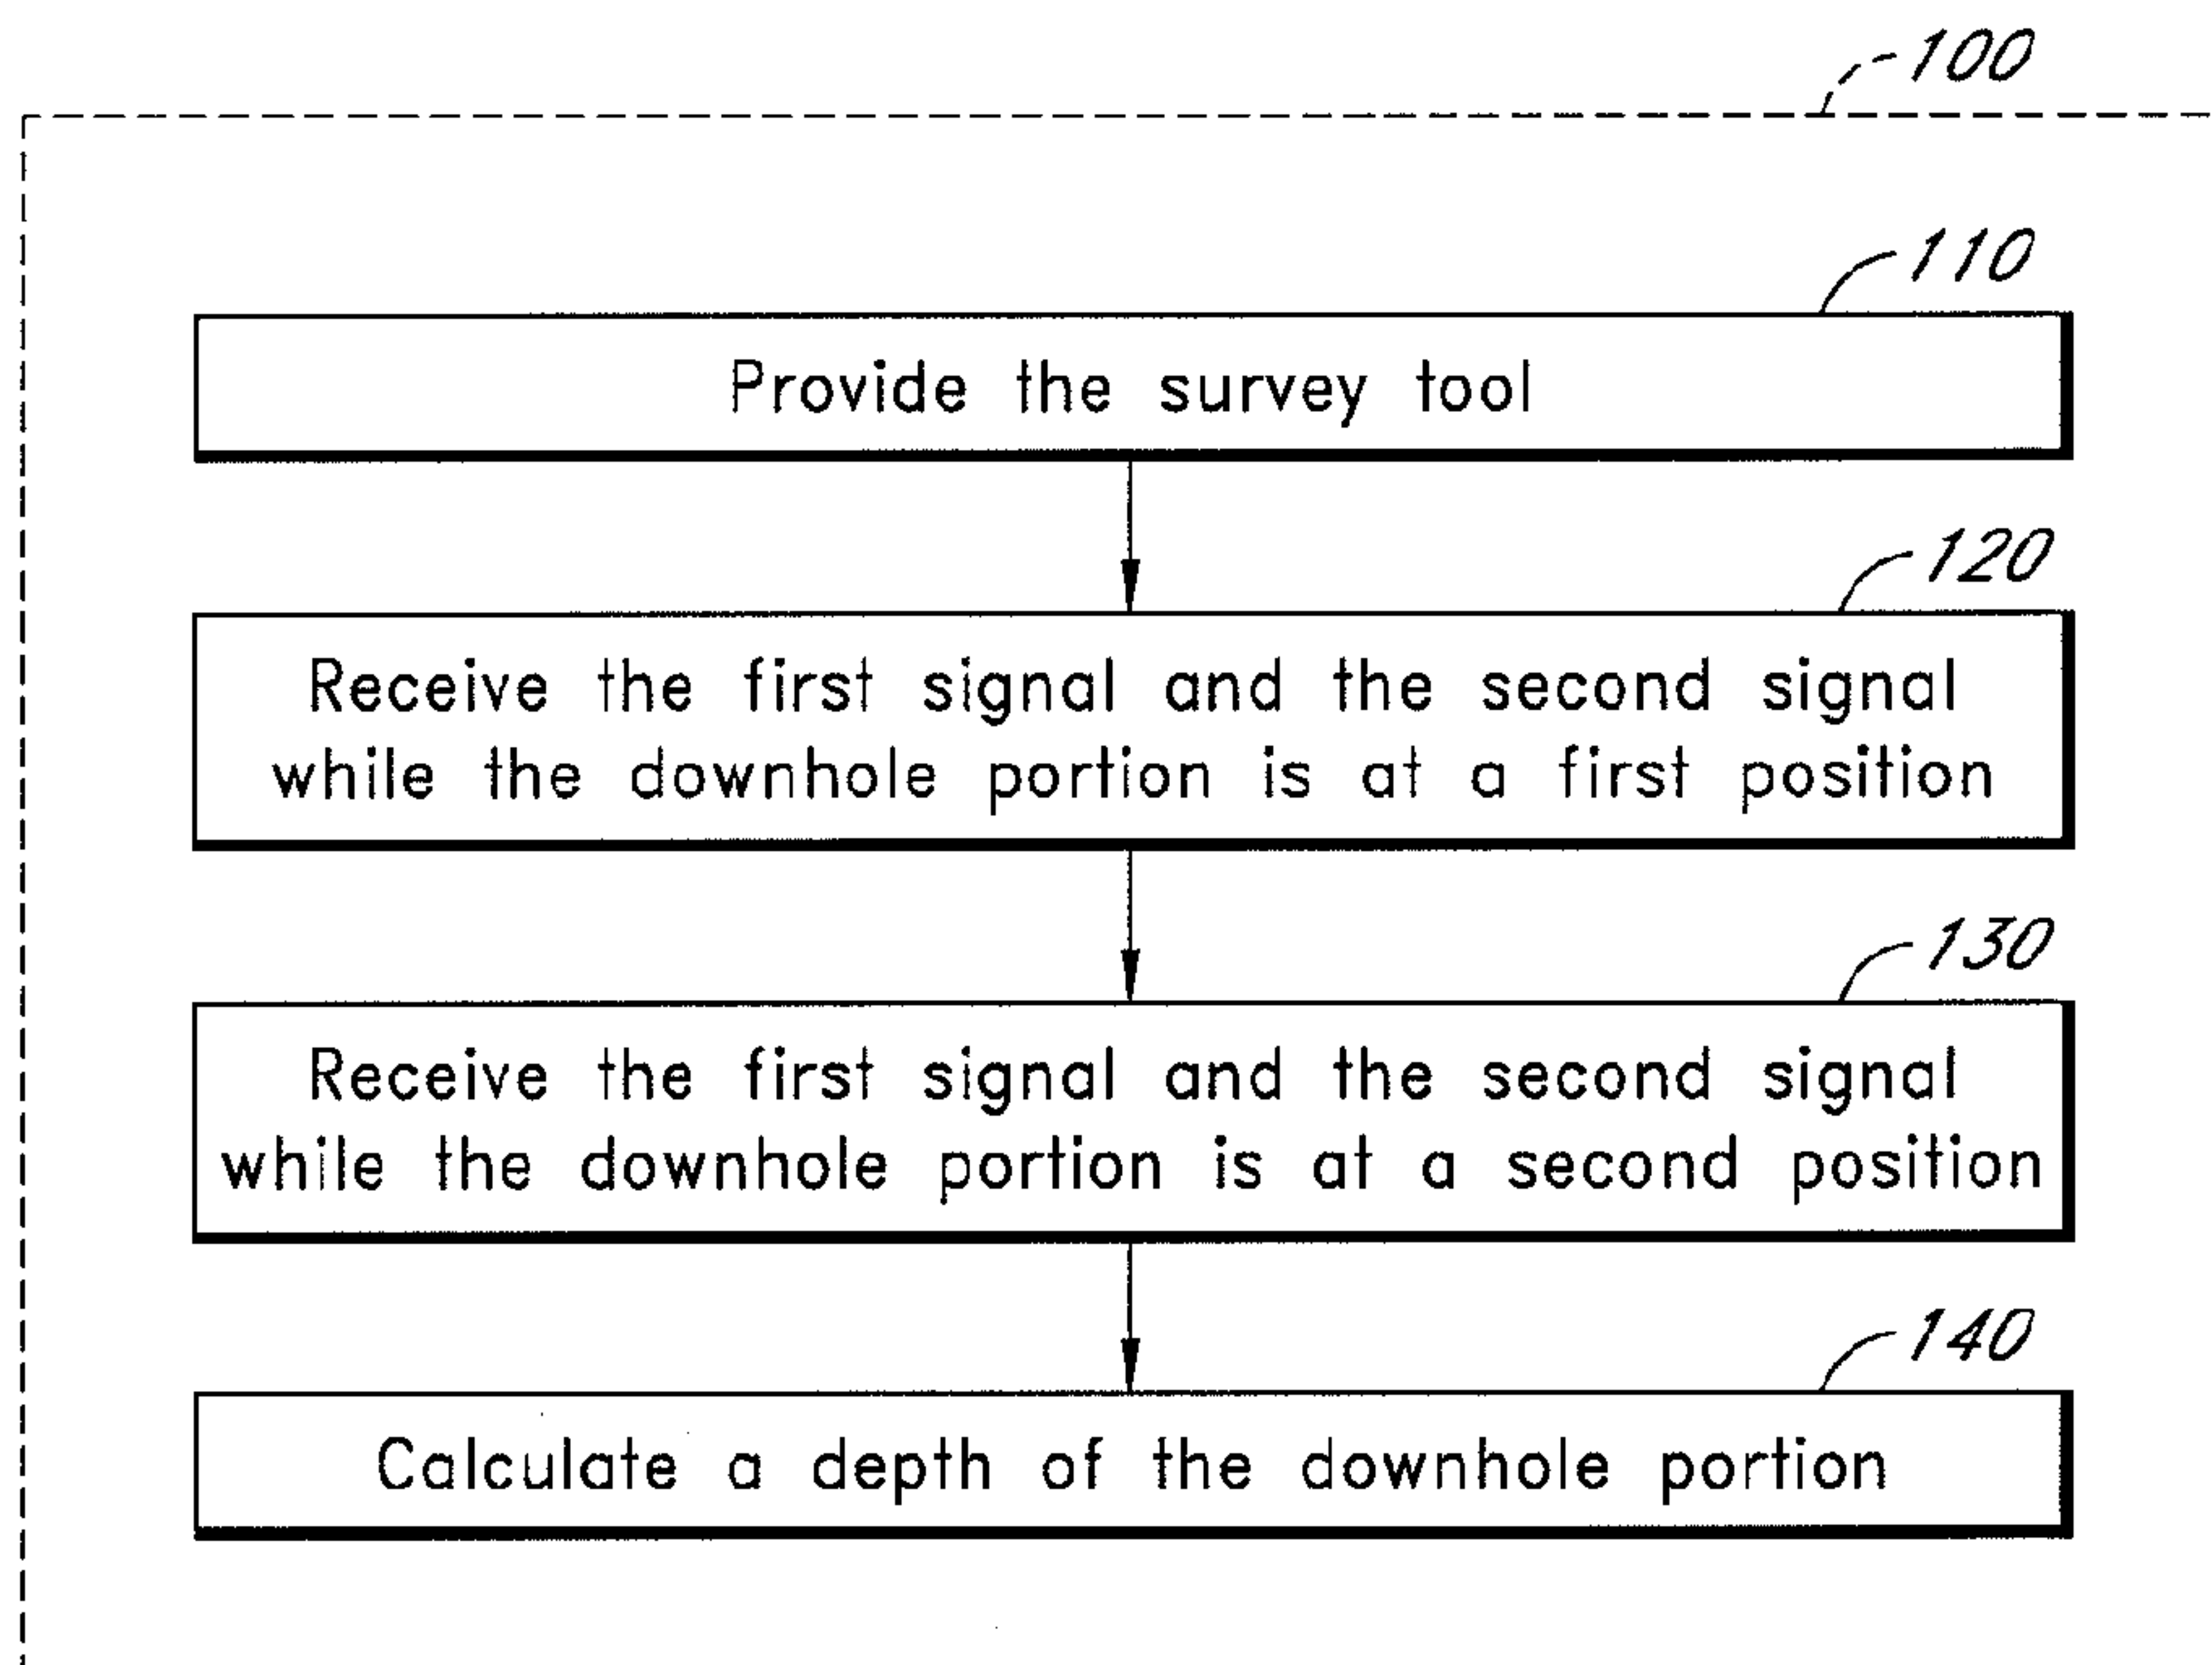 100
110
Provide the survey tool
120
Receive the first signal and the second signal
while the downhole portion is at a first position
130
Receive the first signal and the second signal
while the downhole portion is at a second position
140
Calculate a depth of the downhole portion